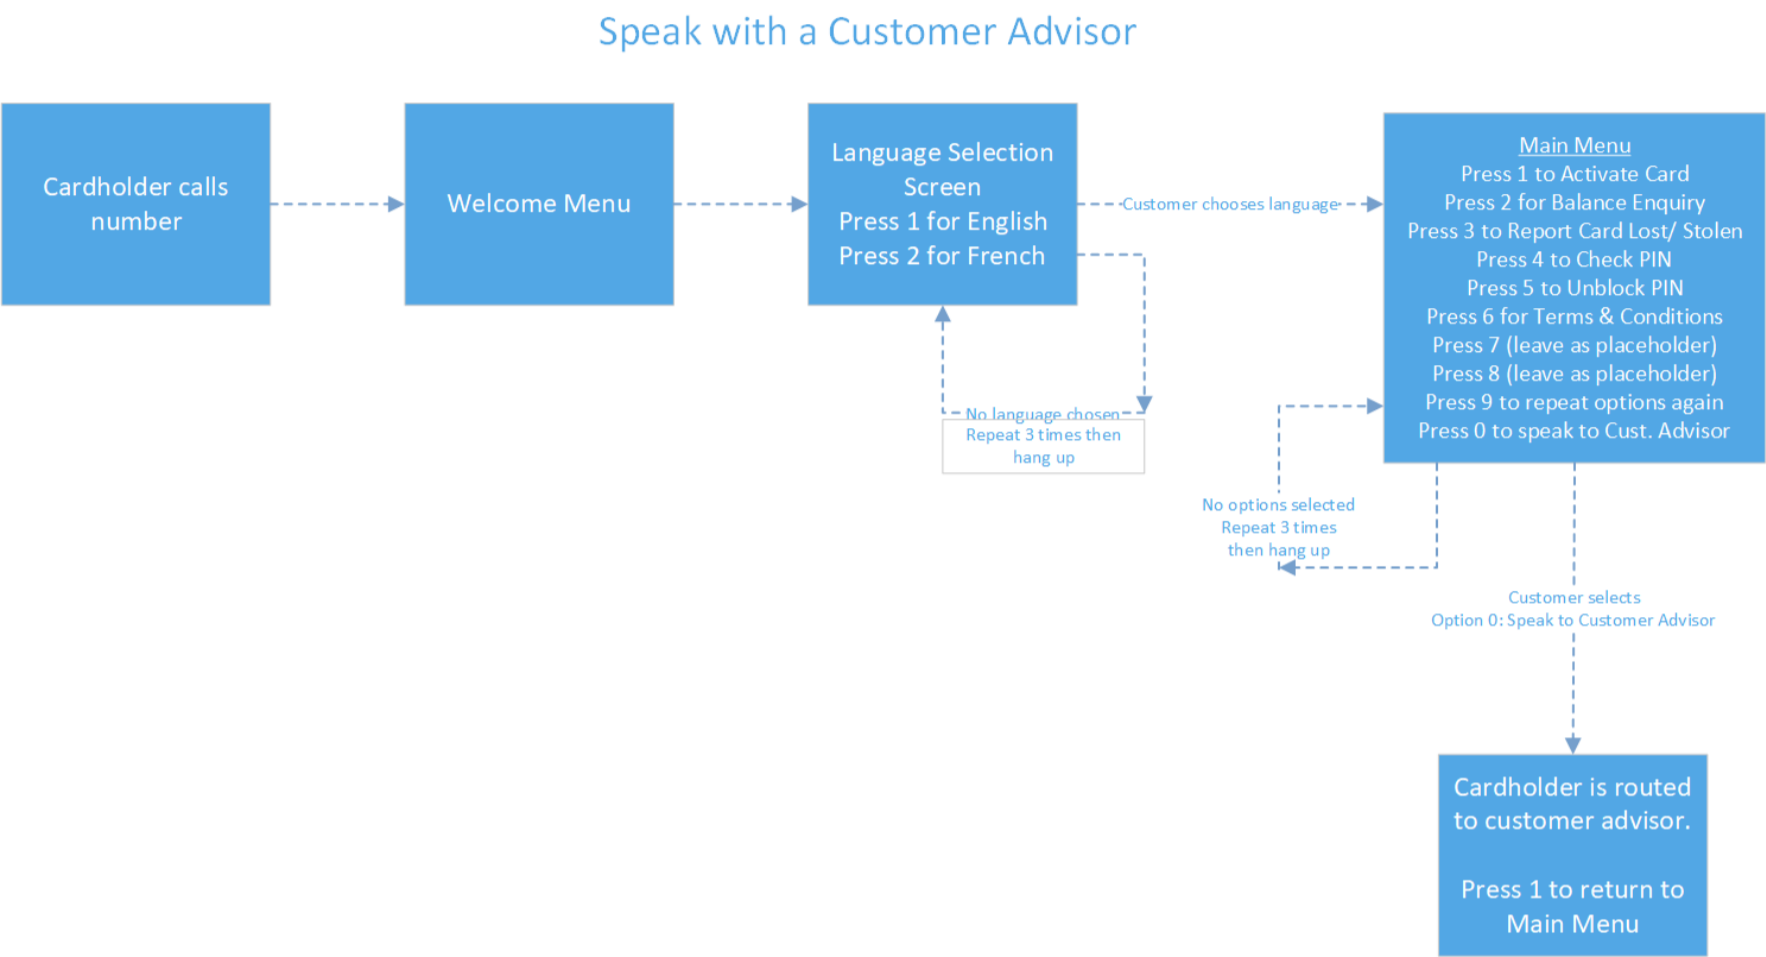 Speak with a Customer Advisor
Cardholder calls
number
Welcome Menu
Language Selection
Screen
Press 1 for English
Press 2 for French
Customer chooses language
No language chosen
Repeat 3 times then
hang up
Main Menu
Press 1 to Activate Card
Press 2 for Balance Enquiry
Press 3 to Report Card Lost/ Stolen
Press 4 to Check PIN
Press 5 to Unblock PIN
Press 6 for Terms & Conditions
Press 7 (leave as placeholder)
Press 8 (leave as placeholder)
Press 9 to repeat options again
Press 0 to speak to Cust. Advisor
No options selected
Repeat 3 times
then hang up
Customer selects
Option 0: Speak to Customer Advisor
Cardholder is routed
to customer advisor.
Press 1 to return to
Main Menu